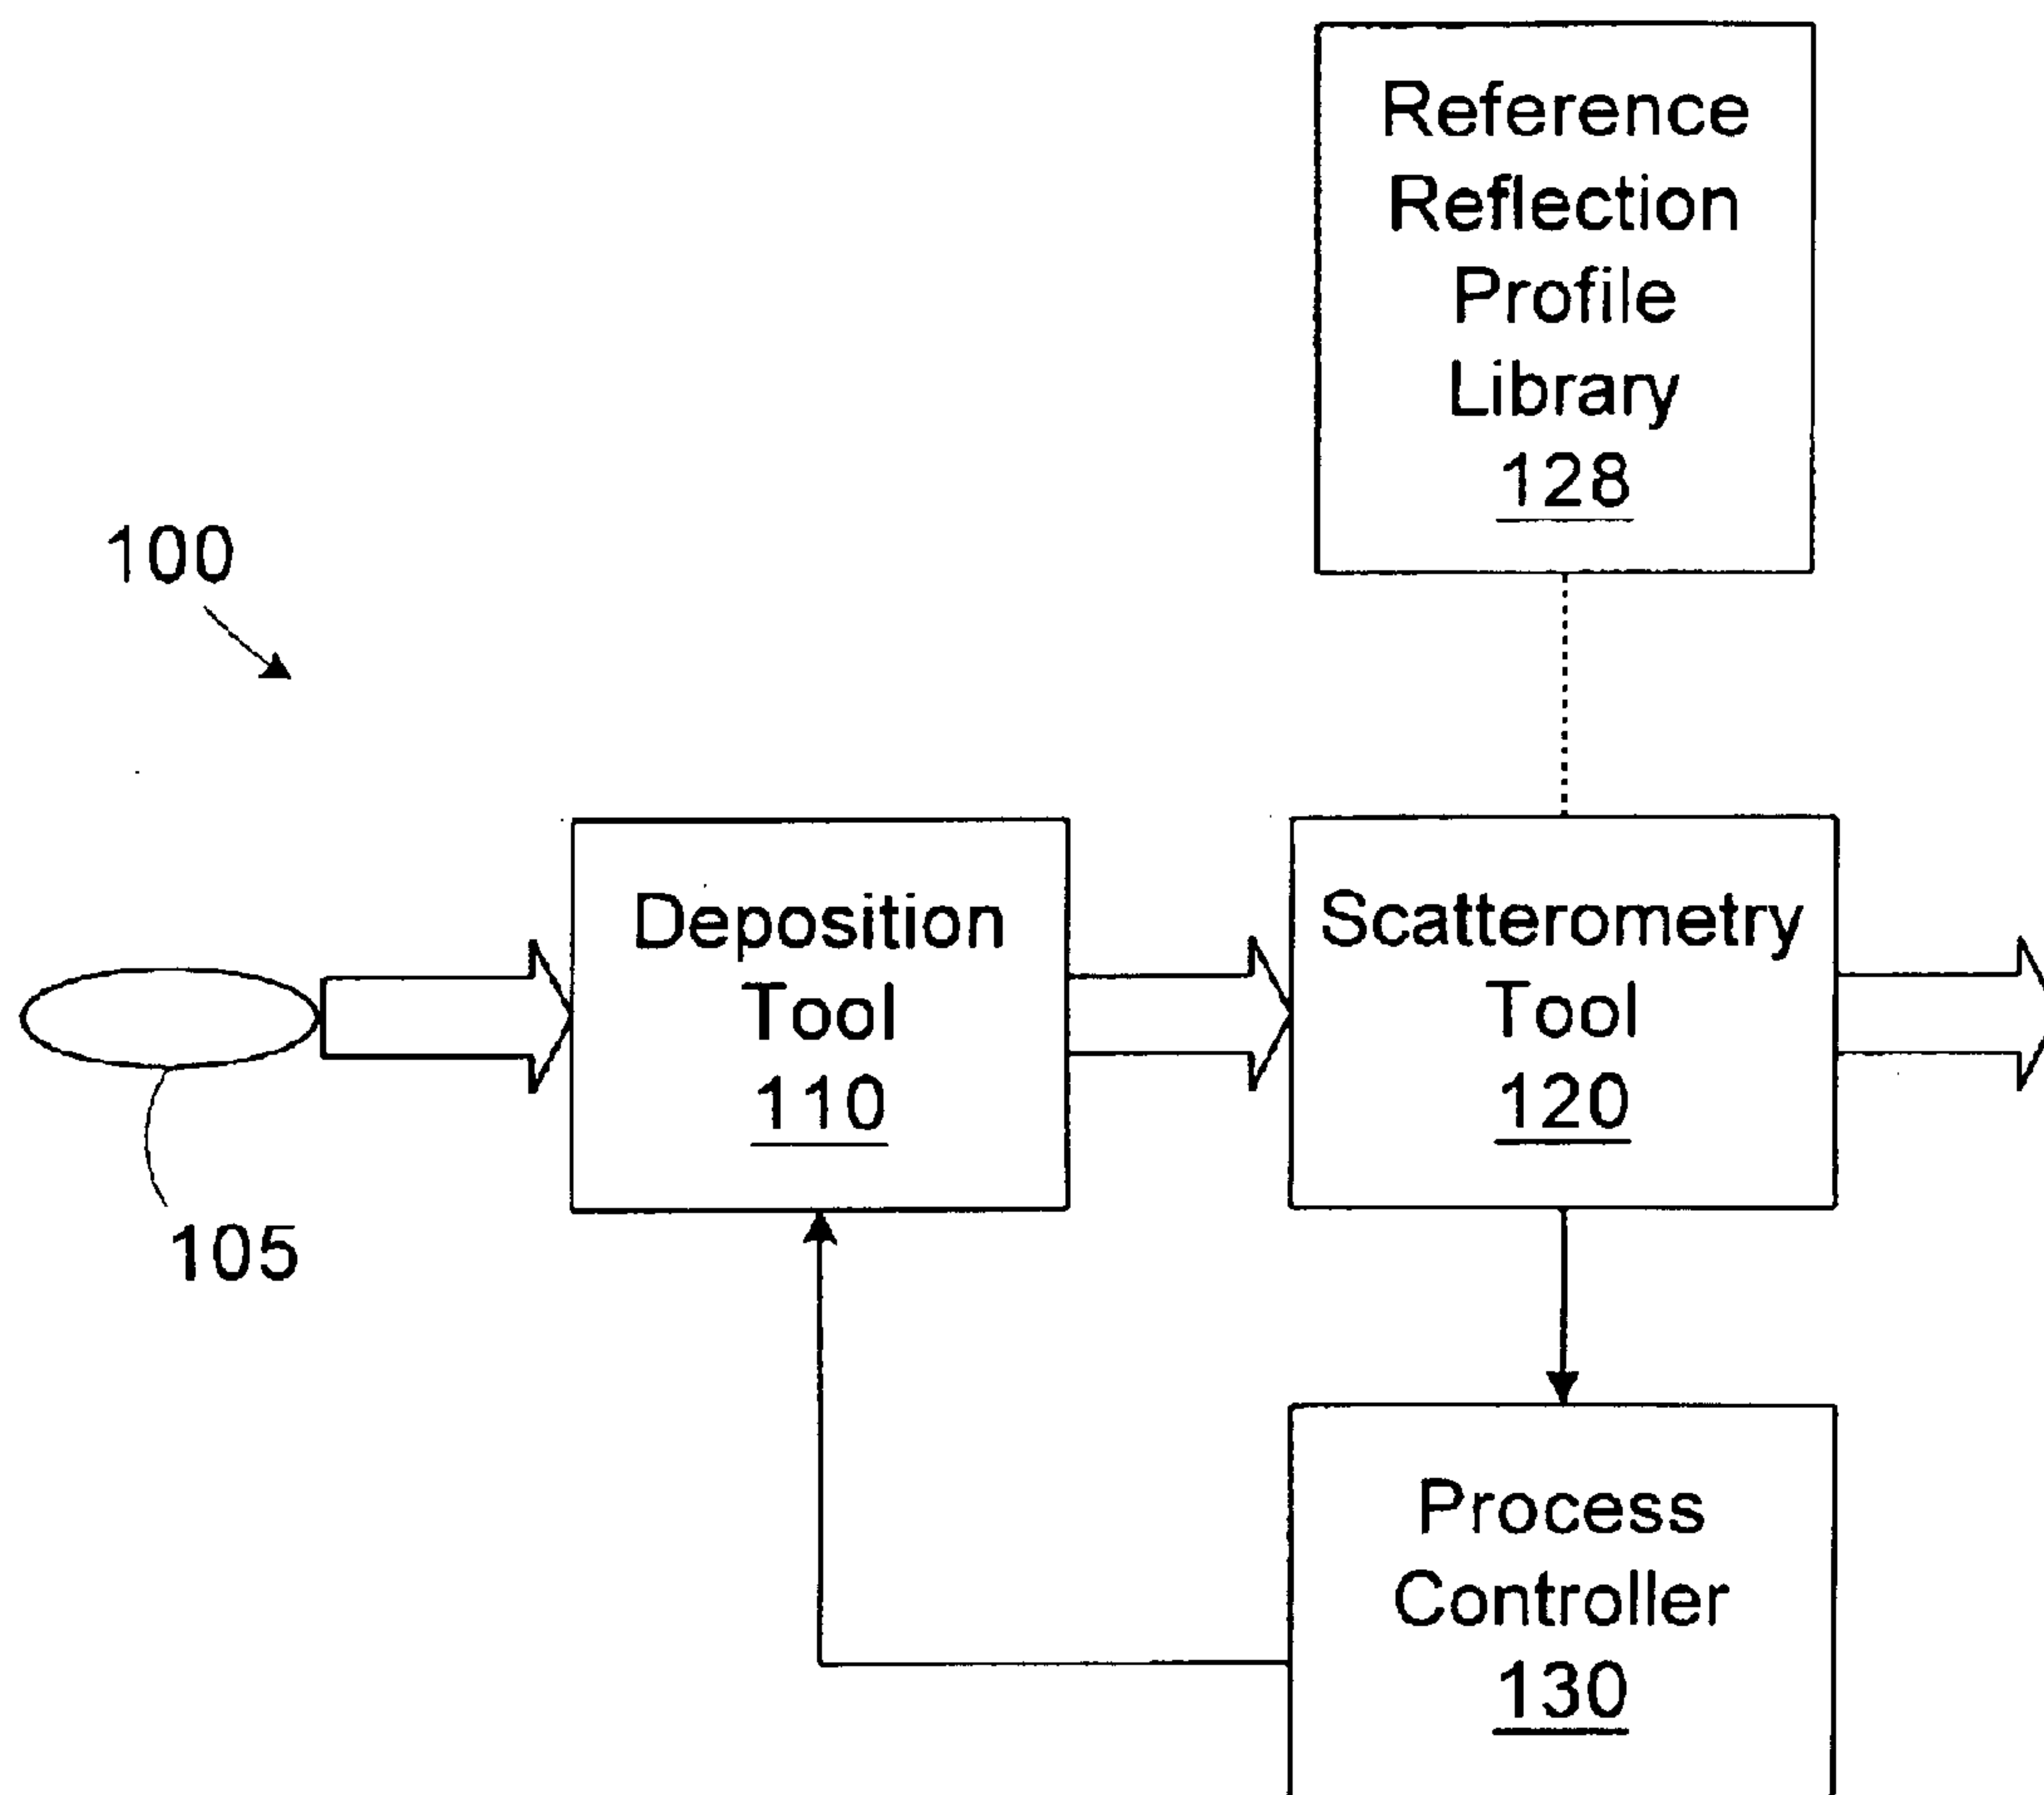 Reference
Reflection
Profile
Library
128
100
Deposition
Tool
110
Scatterometry
Tool
120
105
Process
Controller
130